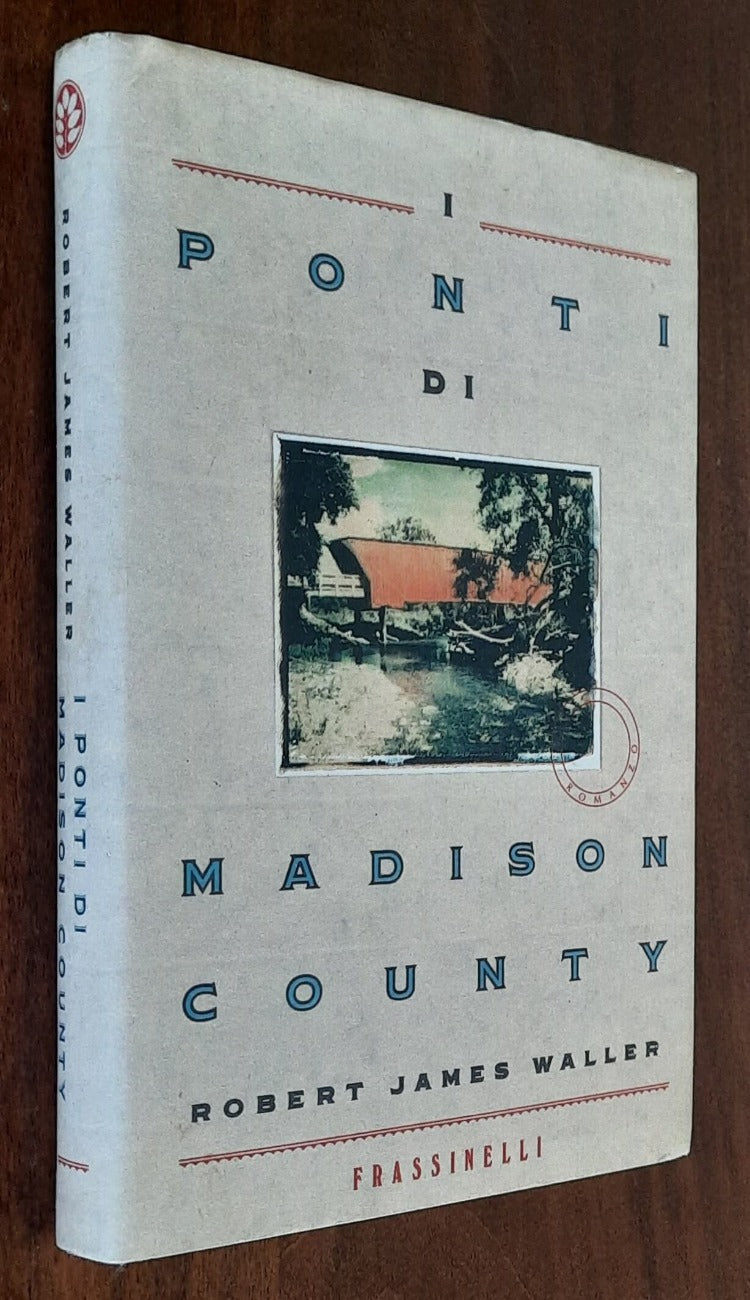 ROBERT JAMES WALLER
I PONTI DI
MADISON COUNTY
I
PONTI
DI
ROMANZO
MADISON
COUNTY
ROBERT JAMES WALLER
FRASSINELLI